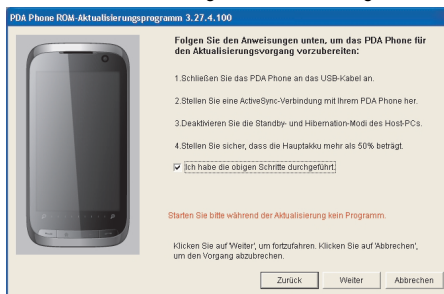 PDA Phone ROM-Aktualisierungsprogramm 3.27.4.100
Folgen Sie den Anweisungen unten, um das PDA Phone für
den Aktualisierungsvorgang vorzubereiten:
1.Schließen Sie das PDA Phone an das USB-Kabel an.
2.Stellen Sie eine ActiveSync-Verbindung mit Ihrem PDA Phone her.
3.Deaktivieren Sie die Standby- und Hibernation-Modi des Host-PCs.
4.Stellen Sie sicher, dass die Hauptakku mehr als 50% beträgt.
Ich habe die obigen Schritte durchgeführt.
Starten Sie bitte während der Aktualisierung kein Programm.
Klicken Sie auf 'Weiter', um fortzufahren. Klicken Sie auf 'Abbrechen',
um den Vorgang abzubrechen.
Zurück Weiter Abbrechen